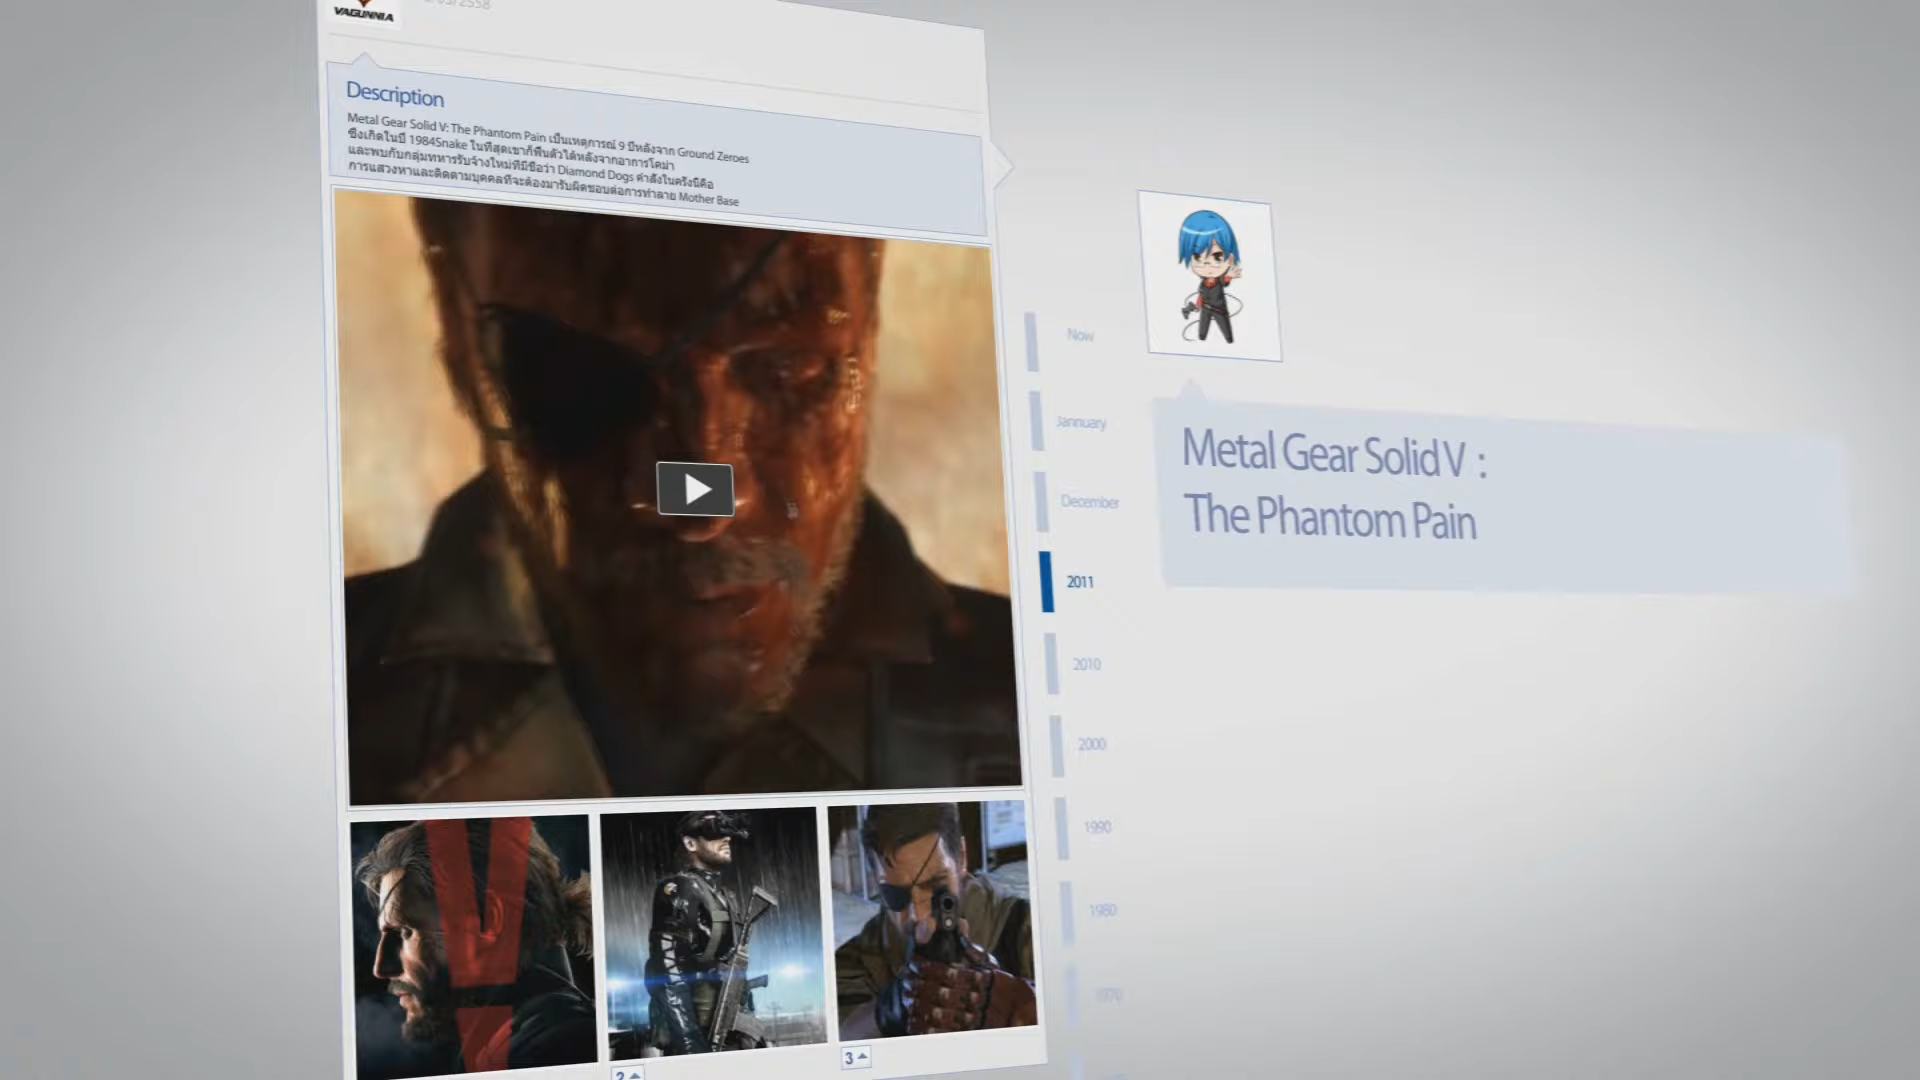 VAGUNNIA
Description
Metal Gear Solid V: The Phantom Pain เป็นเหตุการณ์ 9 ปีหลังจาก Ground Zeroes
ซึ่งเกิดในปี 1984Snake ในที่สุดเขาก็ฟื้นตัวได้หลังจากอาการโคม่า
และพบกับกลุ่มทหารรับจ้างใหม่ที่มีชื่อว่า Diamond Dogs คำสั่งในครั้งนี้คือ
การแสวงหาและติดตามบุคคลที่จะต้องมารับผิดชอบต่อการทำลาย Mother Base
Now
Jannuary
December
2011
2010
2000
1990
1980
1970
Metal Gear Solid V :
The Phantom Pain
V
2
3